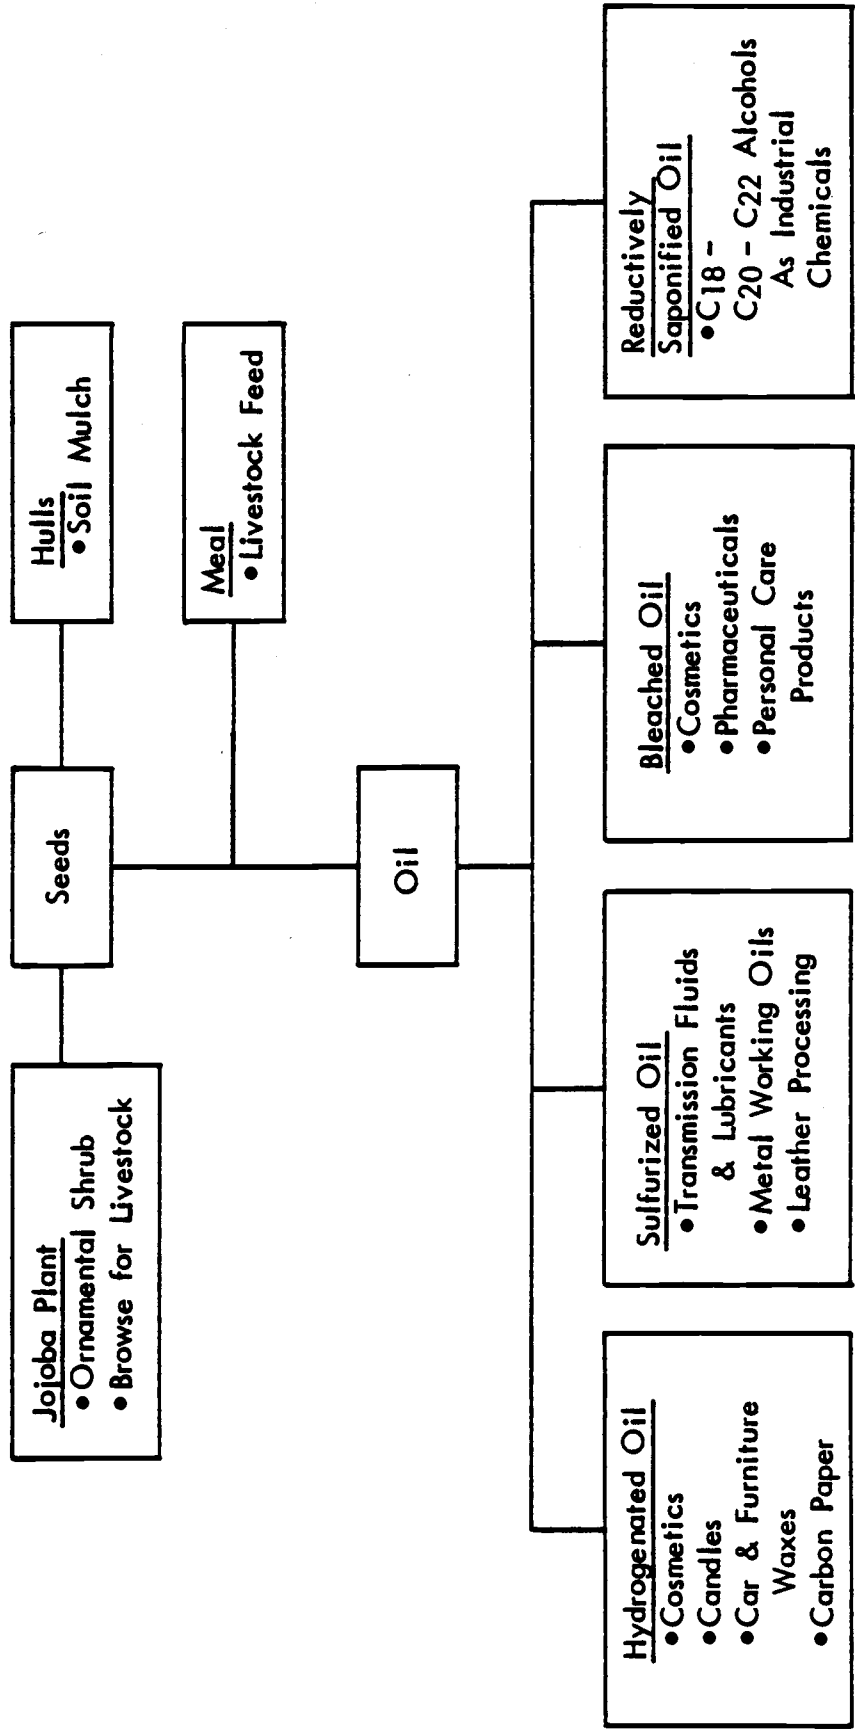 Jojoba Plant
•Ornamental Shrub
•Browse for Livestock
Seeds
Hulls
•Soil Mulch
Meal
•Livestock Feed
Oil
Hydrogenated Oil
•Cosmetics
•Candles
•Car & Furniture
Waxes
•Carbon Paper
Sulfurized Oil
•Transmission Fluids
& Lubricants
•Metal Working Oils
•Leather Processing
Bleached Oil
•Cosmetics
•Pharmaceuticals
•Personal Care
Products
Reductively
Saponified Oil
•C18 -
C20 - C22 Alcohols
As Industrial
Chemicals